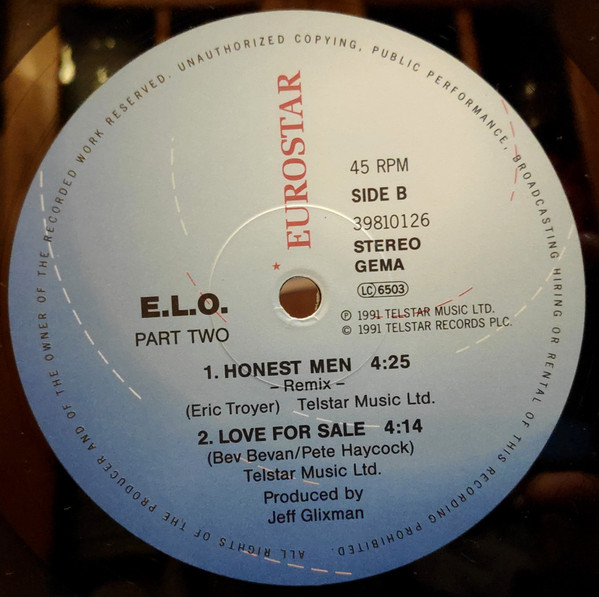 ALL RIGHTS OF THE PRODUCER AND OF THE OWNER OF THE RECORDED WORK RESERVED. UNAUTHORIZED COPYING, PUBLIC PERFORMANCE, BROADCASTING HIRING OR RENTAL OF THIS RECORDING PROHIBITED.
EUROSTAR
45 RPM
SIDE B
39810126
STEREO
GEMA
LC 6503
E.L.O.
PART TWO
℗ 1991 TELSTAR MUSIC LTD.
© 1991 TELSTAR RECORDS PLC.
1. HONEST MEN 4:25
– Remix –
(Eric Troyer) Telstar Music Ltd.
2. LOVE FOR SALE 4:14
(Bev Bevan/Pete Haycock)
Telstar Music Ltd.
Produced by
Jeff Glixman